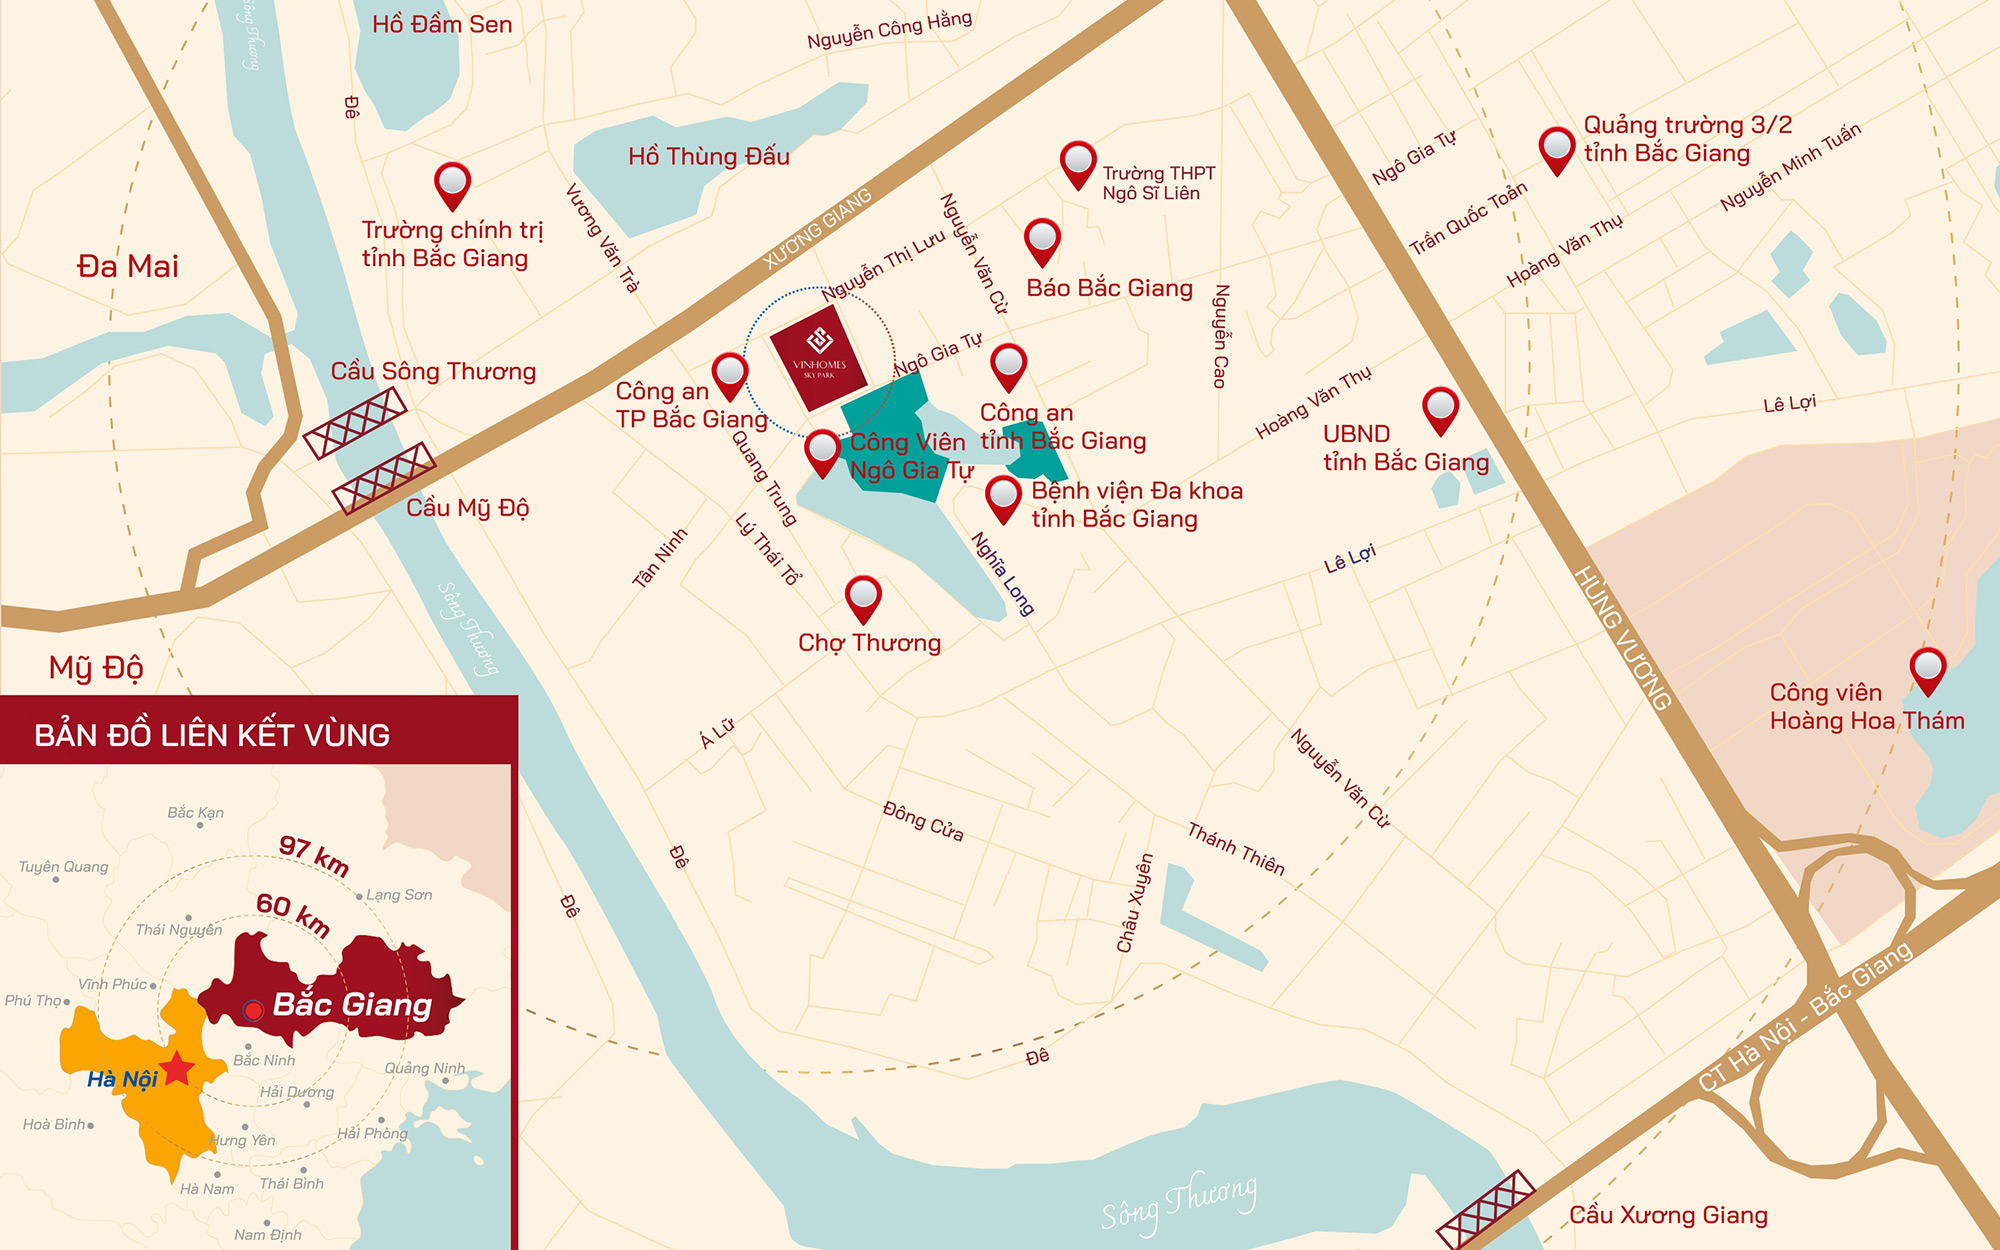 Hồ Đầm Sen
Sông Thương
Nguyễn Công Hằng
Đê
Hồ Thùng Đấu
Quảng trường 3/2
tỉnh Bắc Giang
Nguyễn Minh Tuấn
Ngô Gia Tự
Trường THPT
Ngô Sĩ Liên
Trần Quốc Toản
Hoàng Văn Thụ
Trường chính trị
tỉnh Bắc Giang
Vương Văn Trà
XƯƠNG GIANG
Nguyễn Thị Lưu
Nguyễn Văn Cừ
Đa Mai
Báo Bắc Giang
Nguyễn Cao
VINHOMES
SKY PARK
Ngô Gia Tự
Cầu Sông Thương
Công an
TP Bắc Giang
Công an
tỉnh Bắc Giang
Hoàng Văn Thụ
Lê Lợi
UBND
tỉnh Bắc Giang
Công Viên
Ngô Gia Tự
Quang Trung
Cầu Mỹ Độ
Bệnh viện Đa khoa
tỉnh Bắc Giang
Lý Thái Tổ
Tân Ninh
Nghĩa Long
Lê Lợi
Sông Thương
HÙNG VƯƠNG
Chợ Thương
Mỹ Độ
Công viên
Hoàng Hoa Thám
Á Lữ
Nguyễn Văn Cừ
Đông Cửa
Thánh Thiên
Đê
Đê
Châu Xuyên
Đê
CT Hà Nội - Bắc Giang
Sông Thương
Cầu Xương Giang
BẢN ĐỒ LIÊN KẾT VÙNG
Bắc Kạn
97 km
Tuyên Quang
Lạng Sơn
60 km
Thái Nguyên
Vĩnh Phúc
Phú Thọ
Bắc Giang
Bắc Ninh
Hà Nội
Quảng Ninh
Hải Dương
Hoà Bình
Hưng Yên
Hải Phòng
Hà Nam
Thái Bình
Nam Định